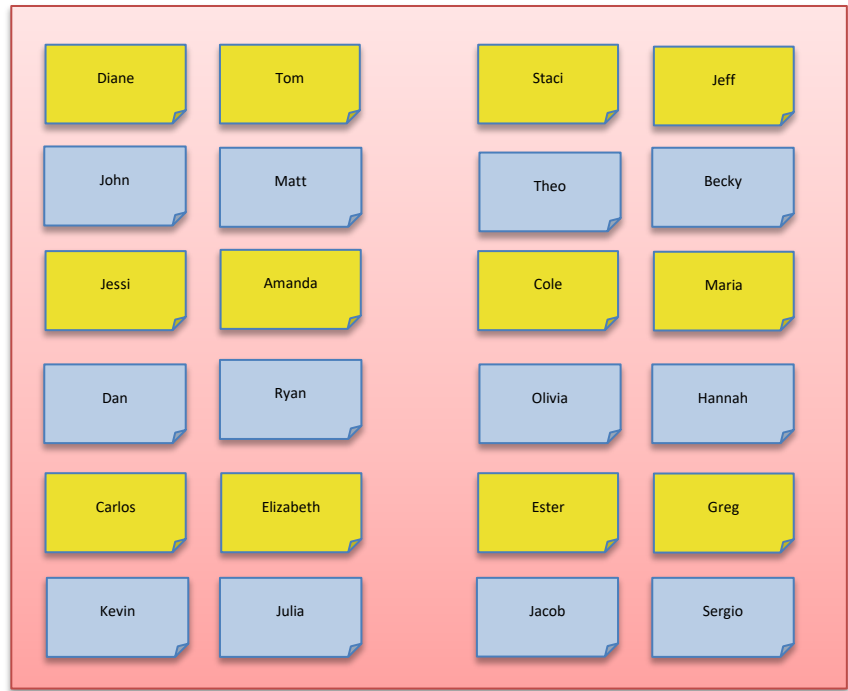 Diane
Tom
Staci
Jeff
John
Matt
Theo
Becky
Jessi
Amanda
Cole
Maria
Dan
Ryan
Olivia
Hannah
Carlos
Elizabeth
Ester
Greg
Kevin
Julia
Jacob
Sergio